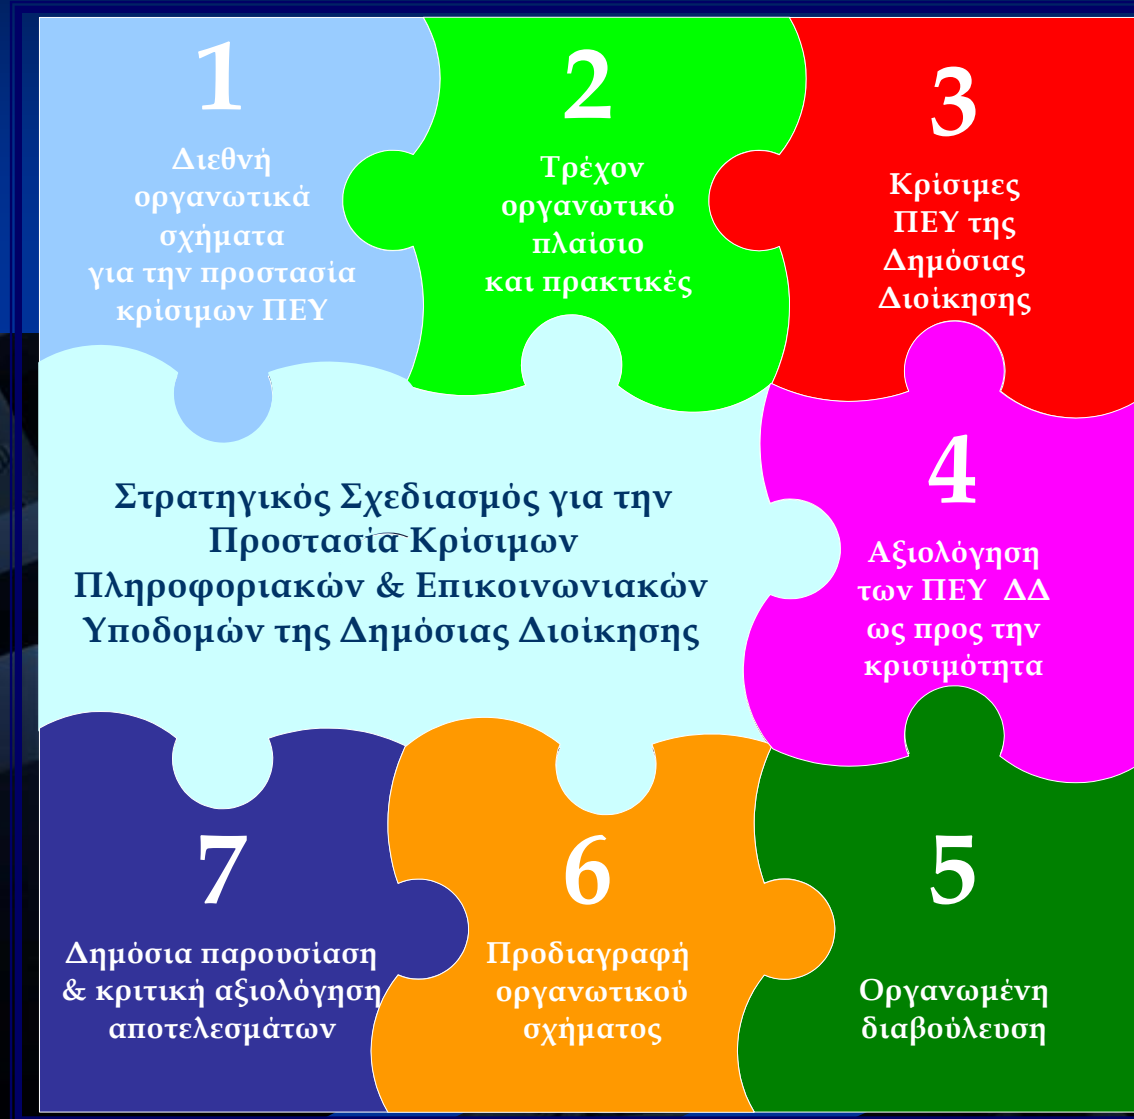 1
Διεθνή
οργανωτικά
σχήματα
για την προστασία
κρίσιμων ΠΕΥ
2
Τρέχον
οργανωτικό
πλαίσιο
και πρακτικές
3
Κρίσιμες
ΠΕΥ της
Δημόσιας
Διοίκησης
Στρατηγικός Σχεδιασμός για την
Προστασία Κρίσιμων
Πληροφοριακών & Επικοινωνιακών
Υποδομών της Δημόσιας Διοίκησης
4
Αξιολόγηση
των ΠΕΥ ΔΔ
ως προς την
κρισιμότητα
7
Δημόσια παρουσίαση
& κριτική αξιολόγηση
αποτελεσμάτων
6
Προδιαγραφή
οργανωτικού
σχήματος
5
Οργανωμένη
διαβούλευση